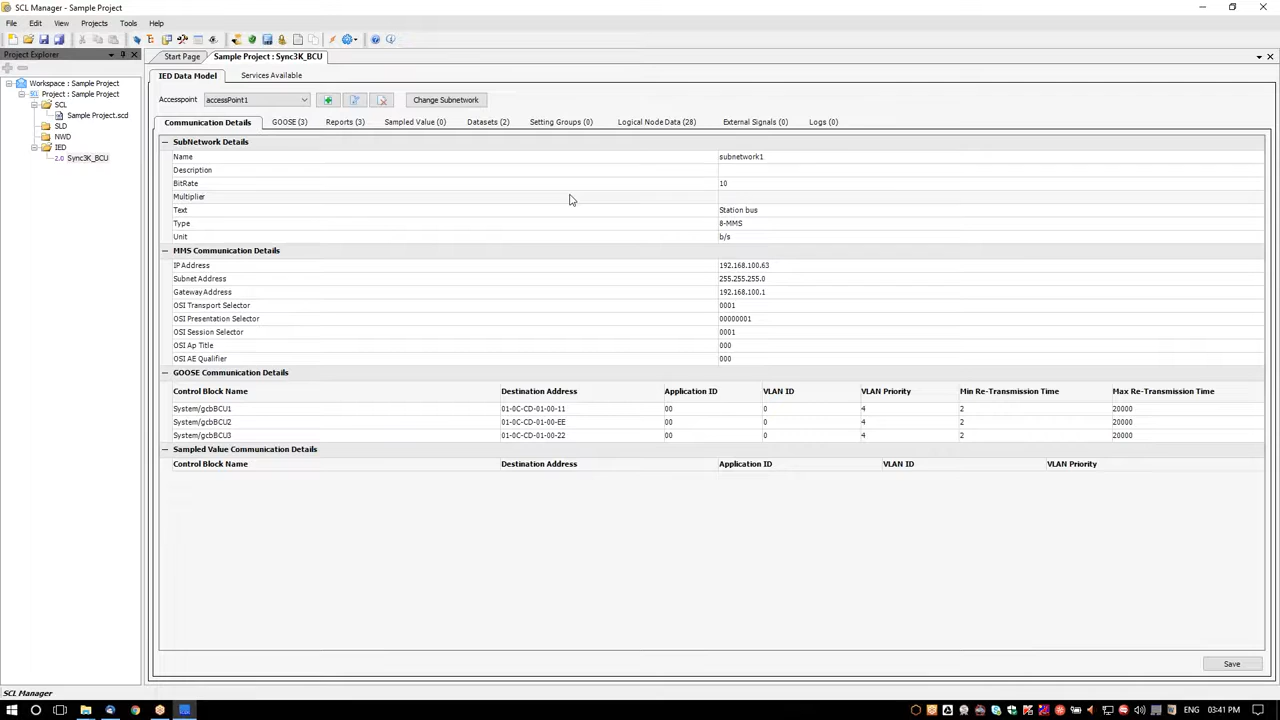 SCL Manager - Sample Project
File Edit View Projects Tools Help
Project Explorer
Start Page Sample Project : Sync3K_BCU
IED Data Model Services Available
Workspace : Sample Project
Project : Sample Project
SCL
Sample Project.scd
SLD
NWD
IED
2.0 Sync3K_BCU
Accesspoint accessPoint1 Change Subnetwork
Communication Details GOOSE (3) Reports (3) Sampled Value (0) Datasets (2) Setting Groups (0) Logical Node Data (28) External Signals (0) Logs (0)
SubNetwork Details
Name subnetwork1
Description
BitRate 10
Multiplier
Text Station bus
Type 8-MMS
Unit b/s
MMS Communication Details
IP Address 192.168.100.63
Subnet Address 255.255.255.0
Gateway Address 192.168.100.1
OSI Transport Selector 0001
OSI Presentation Selector 00000001
OSI Session Selector 0001
OSI Ap Title 000
OSI AE Qualifier 000
GOOSE Communication Details
Control Block Name Destination Address Application ID VLAN ID VLAN Priority Min Re-Transmission Time Max Re-Transmission Time
System/gcbBCU1 01-0C-CD-01-00-11 00 0 4 2 20000
System/gcbBCU2 01-0C-CD-01-00-EE 00 0 4 2 20000
System/gcbBCU3 01-0C-CD-01-00-22 00 0 4 2 20000
Sampled Value Communication Details
Control Block Name Destination Address Application ID VLAN ID VLAN Priority
Save
SCL Manager
ENG 03:41 PM